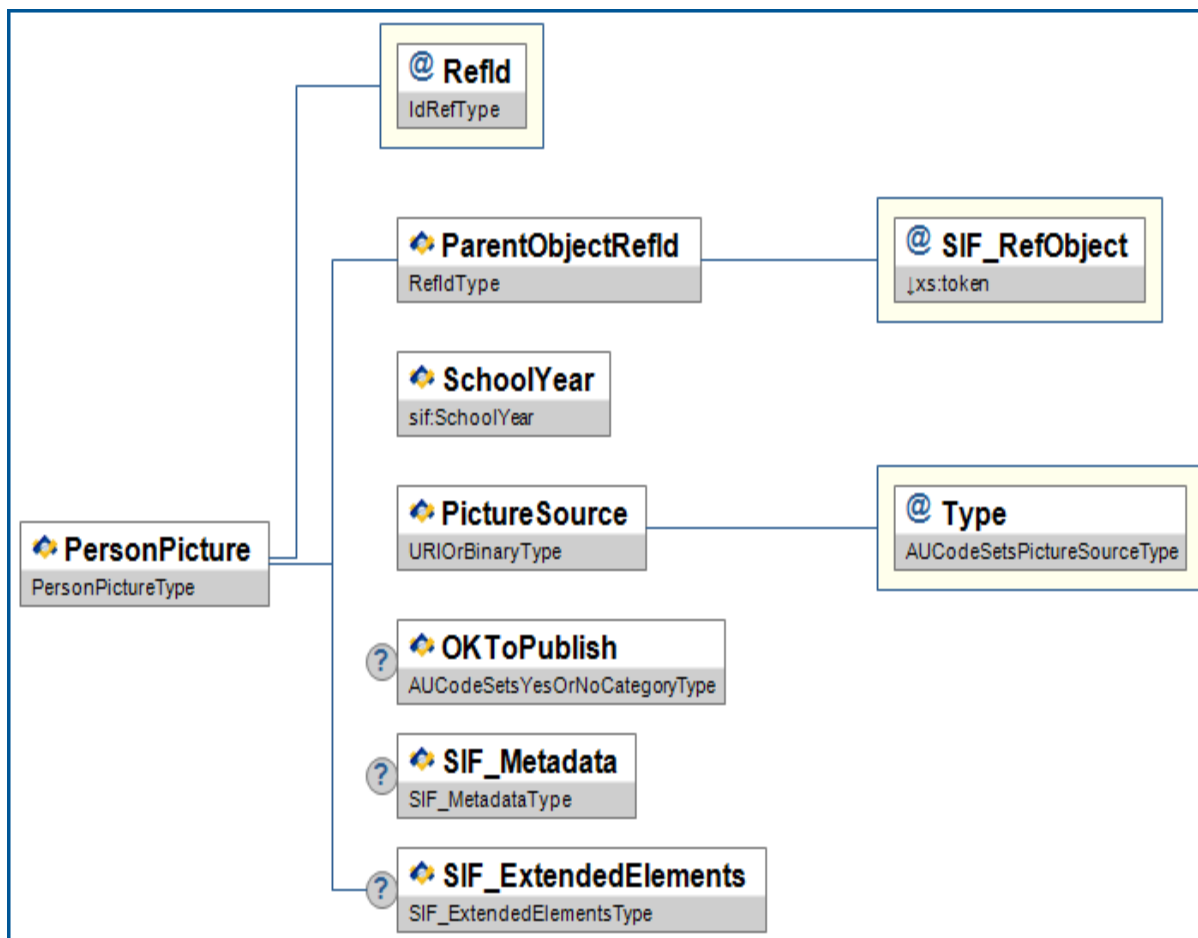 @ RefId
IdRefType
ParentObjectRefId
RefIdType
@ SIF_RefObject
↓xs:token
SchoolYear
sif:SchoolYear
PictureSource
URIOrBinaryType
@ Type
AUCodeSetsPictureSourceType
PersonPicture
PersonPictureType
? OKToPublish
AUCodeSetsYesOrNoCategoryType
? SIF_Metadata
SIF_MetadataType
? SIF_ExtendedElements
SIF_ExtendedElementsType